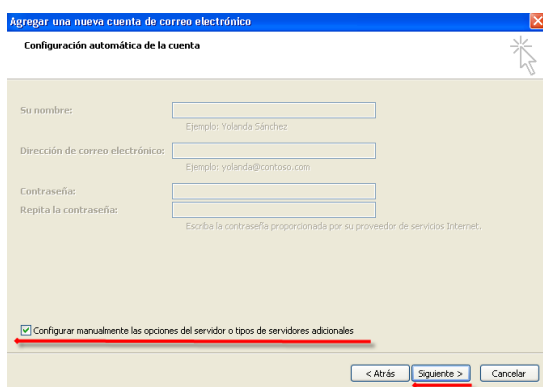 Agregar una nueva cuenta de correo electrónico
Configuración automática de la cuenta
Su nombre:
Ejemplo: Yolanda Sánchez
Dirección de correo electrónico:
Ejemplo: yolanda@contoso.com
Contraseña:
Repita la contraseña:
Escriba la contraseña proporcionada por su proveedor de servicios Internet.
Configurar manualmente las opciones del servidor o tipos de servidores adicionales
< Atrás Siguiente > Cancelar